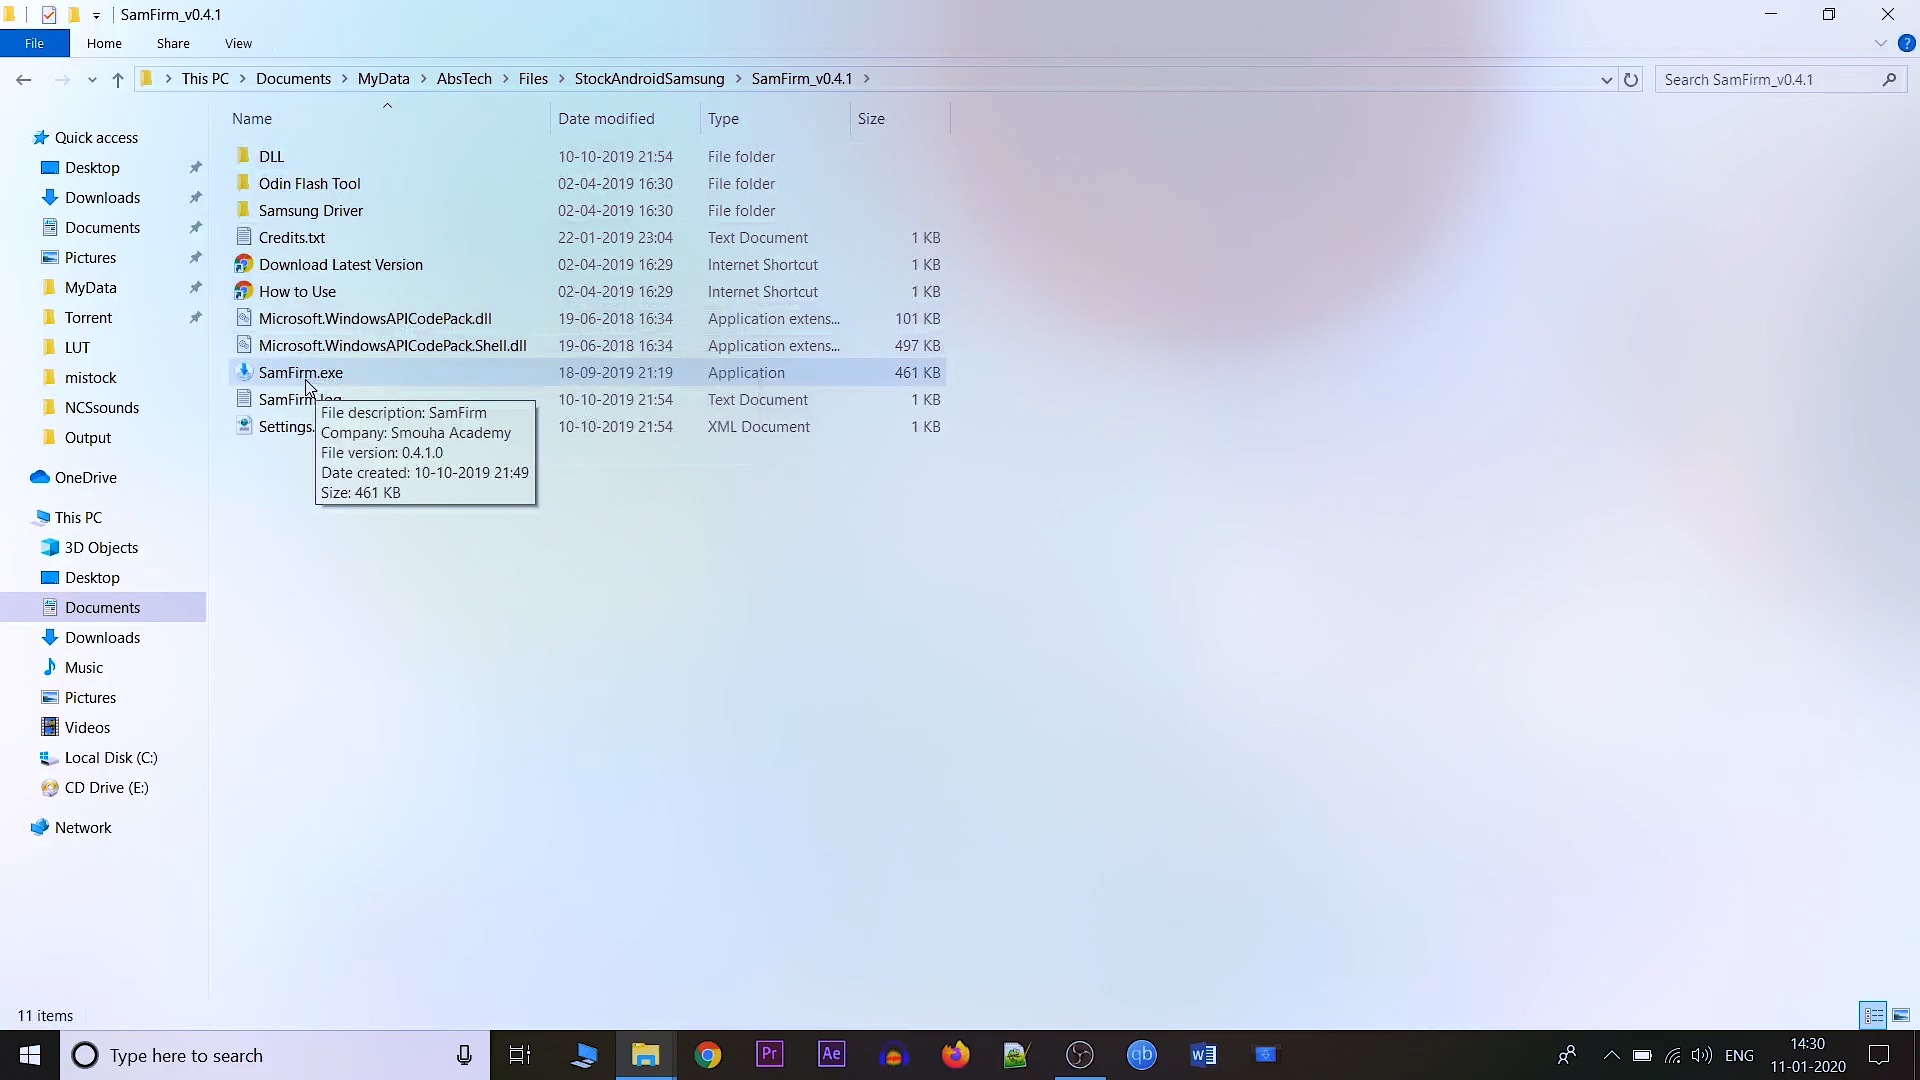 SamFirm_v0.4.1
File Home Share View
This PC Documents MyData AbsTech Files StockAndroidSamsung SamFirm_v0.4.1
Search SamFirm_v0.4.1
Name Date modified Type Size
Quick access
Desktop
Downloads
Documents
Pictures
MyData
Torrent
LUT
mistock
NCSsounds
Output
OneDrive
This PC
3D Objects
Desktop
Documents
Downloads
Music
Pictures
Videos
Local Disk (C:)
CD Drive (E:)
Network
DLL 10-10-2019 21:54 File folder
Odin Flash Tool 02-04-2019 16:30 File folder
Samsung Driver 02-04-2019 16:30 File folder
Credits.txt 22-01-2019 23:04 Text Document 1 KB
Download Latest Version 02-04-2019 16:29 Internet Shortcut 1 KB
How to Use 02-04-2019 16:29 Internet Shortcut 1 KB
Microsoft.WindowsAPICodePack.dll 19-06-2018 16:34 Application extens... 101 KB
Microsoft.WindowsAPICodePack.Shell.dll 19-06-2018 16:34 Application extens... 497 KB
SamFirm.exe 18-09-2019 21:19 Application 461 KB
SamFirm.log 10-10-2019 21:54 Text Document 1 KB
Settings. 10-10-2019 21:54 XML Document 1 KB
File description: SamFirm
Company: Smouha Academy
File version: 0.4.1.0
Date created: 10-10-2019 21:49
Size: 461 KB
11 items
Type here to search
Pr
Ae
qb
W
ENG
14:30
11-01-2020